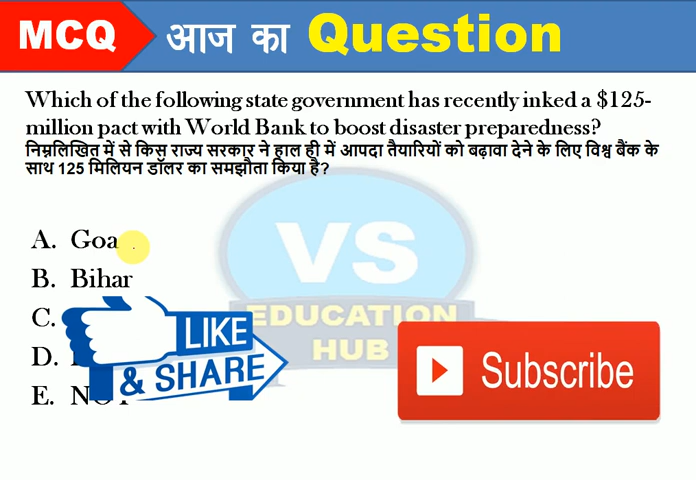 MCQ आज का Question
Which of the following state government has recently inked a $125-
million pact with World Bank to boost disaster preparedness?
निम्नलिखित में से किस राज्य सरकार ने हाल ही में आपदा तैयारियों को बढ़ावा देने के लिए विश्व बैंक के
साथ 125 मिलियन डॉलर का समझौता किया है?
A. Goa
B. Bihar
C.
D.
E.
VS
EDUCATION
HUB
LIKE
& SHARE
Subscribe